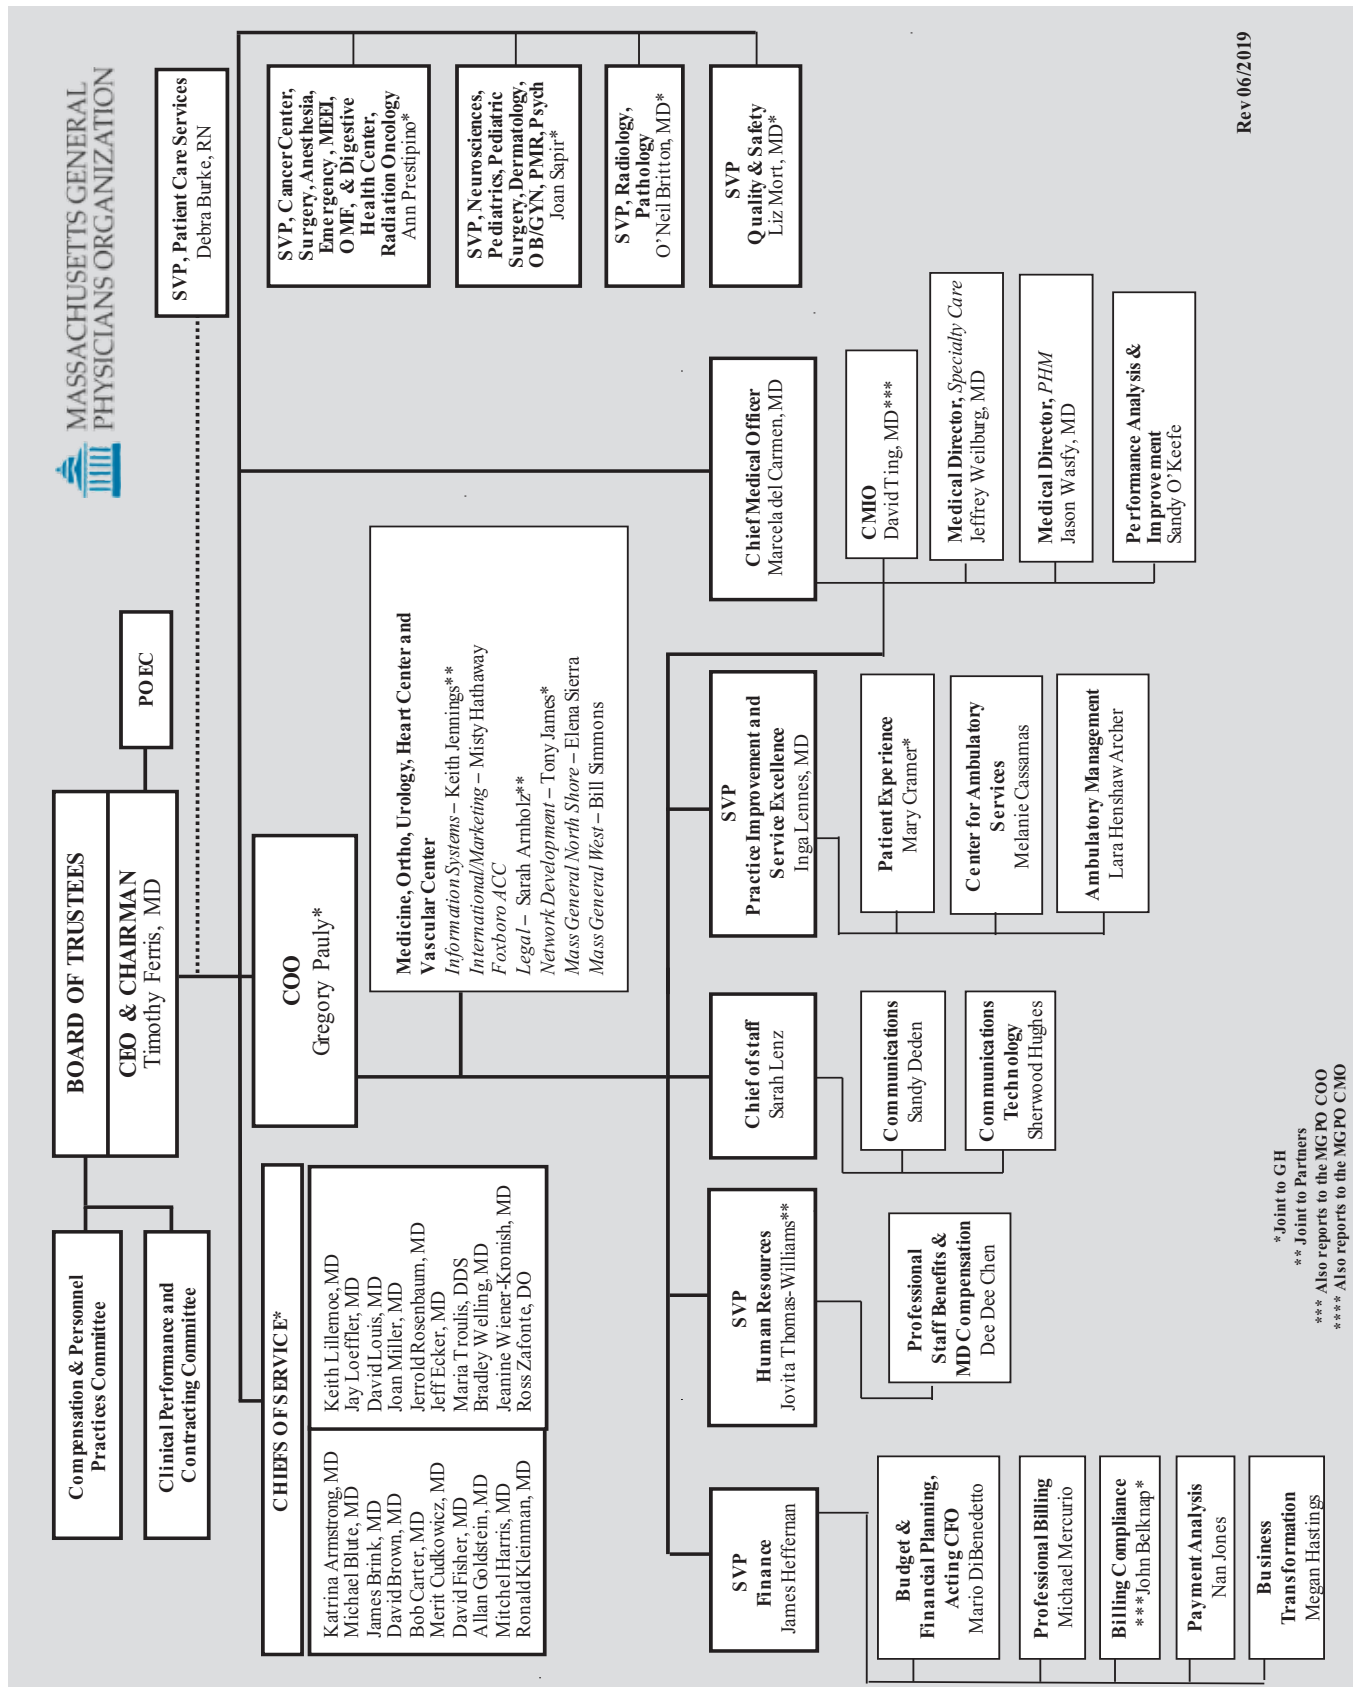 MASSACHUSETTS GENERAL
PHYSICIANS ORGANIZATION
BOARD OF TRUSTEES
CEO & CHAIRMAN
Timothy Ferris, MD
POEC
Compensation & Personnel
Practices Committee
Clinical Performance and
Contracting Committee
SVP, Patient Care Services
Debra Burke, RN
COO
Gregory Pauly*
CHIEFS OF SERVICE*
Katrina Armstrong, MD
Michael Blute, MD
James Brink, MD
David Brown, MD
Bob Carter, MD
Merit Cudkowicz, MD
David Fisher, MD
Allan Goldstein, MD
Mitchel Harris, MD
Ronald Kleinman, MD
Keith Lillemoe, MD
Jay Loeffler, MD
David Louis, MD
Joan Miller, MD
Jerrold Rosenbaum, MD
Jeff Ecker, MD
Maria Troulis, DDS
Bradley Welling, MD
Jeanine Wiener-Kronish, MD
Ross Zafonte, DO
Medicine, Ortho, Urology, Heart Center and
Vascular Center
Information Systems – Keith Jennings**
International/Marketing – Misty Hathaway
Foxboro ACC
Legal – Sarah Arnholz**
Network Development – Tony James*
Mass General North Shore – Elena Sierra
Mass General West – Bill Simmons
SVP, Cancer Center,
Surgery, Anesthesia,
Emergency, MEEI,
OMF, & Digestive
Health Center,
Radiation Oncology
Ann Prestipino*
SVP, Neurosciences,
Pediatrics, Pediatric
Surgery, Dermatology,
OB/GYN, PMR, Psych
Joan Sapir*
SVP, Radiology,
Pathology
O'Neil Britton, MD*
SVP
Quality & Safety
Liz Mort, MD*
SVP
Finance
James Heffernan
Budget &
Financial Planning,
Acting CFO
Mario DiBenedetto
Professional Billing
Michael Mercurio
Billing Compliance
***John Belknap*
Payment Analysis
Nan Jones
Business
Transformation
Megan Hastings
SVP
Human Resources
Jovita Thomas-Williams**
Professional
Staff Benefits &
MD Compensation
Dee Dee Chen
Chief of staff
Sarah Lenz
Communications
Sandy Deden
Communications
Technology
Sherwood Hughes
SVP
Practice Improvement and
Service Excellence
Inga Lennes, MD
Patient Experience
Mary Cramer*
Center for Ambulatory
Services
Melanie Cassamas
Ambulatory Management
Lara Henshaw Archer
Chief Medical Officer
Marcela del Carmen, MD
CMIO
David Ting, MD***
Medical Director, Specialty Care
Jeffrey Weilburg, MD
Medical Director, PHM
Jason Wasfy, MD
Performance Analysis &
Improvement
Sandy O'Keefe
*Joint to GH
** Joint to Partners
*** Also reports to the MGPO COO
**** Also reports to the MGPO CMO
Rev 06/2019